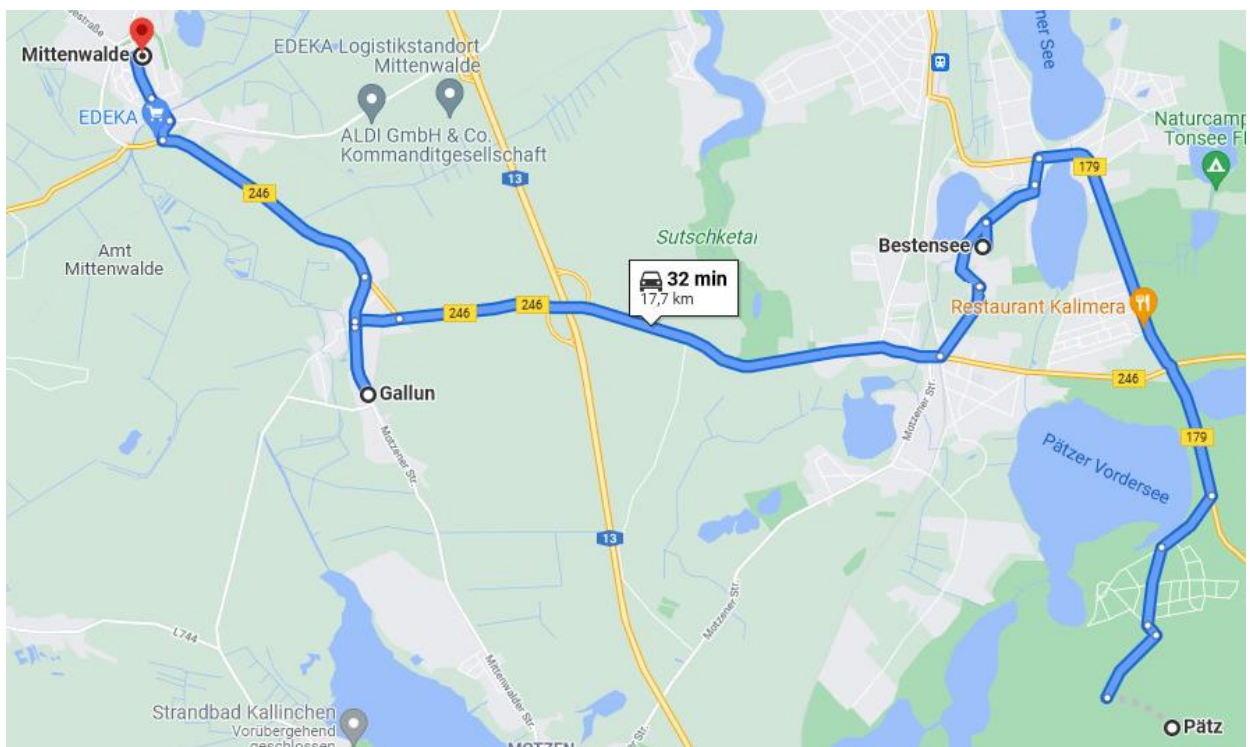 Mittenwalde
EDEKA Logistikstandort
Mittenwalde
EDEKA
ALDI GmbH & Co.
Kommanditgesellschaft
13
179
Naturcamp
Tonsee Fl
246
Amt
Mittenwalde
Sutschketal
Bestensee
32 min
17,7 km
246
246
Restaurant Kalimera
246
Gallun
Motzener Str.
Motzener Str.
179
Pätzer Vordersee
13
Motzener Str.
L744
Mittenwalder Str.
Strandbad Kallinchen
Vorübergehend
geschlossen
MOTZEN
Pätz